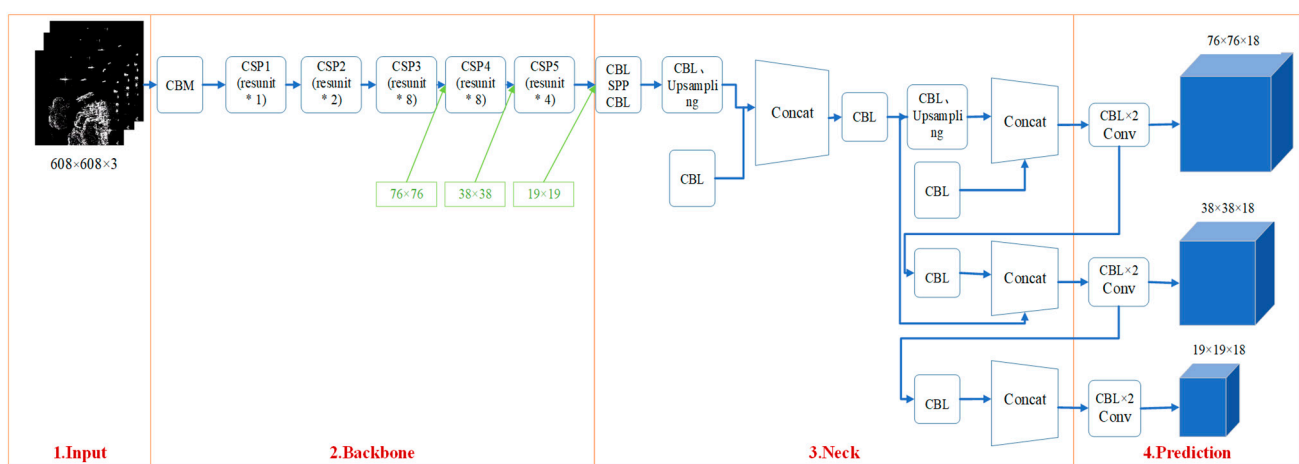 608×608×3
CBM
CSP1
(resunit
* 1)
CSP2
(resunit
* 2)
CSP3
(resunit
* 8)
CSP4
(resunit
* 8)
CSP5
(resunit
* 4)
76×76
38×38
19×19
CBL
SPP
CBL
CBL、
Upsampli
ng
CBL
Concat
CBL
CBL、
Upsampli
ng
CBL
Concat
CBL×2
Conv
76×76×18
CBL
Concat
CBL×2
Conv
38×38×18
CBL
Concat
CBL×2
Conv
19×19×18
1.Input
2.Backbone
3.Neck
4.Prediction